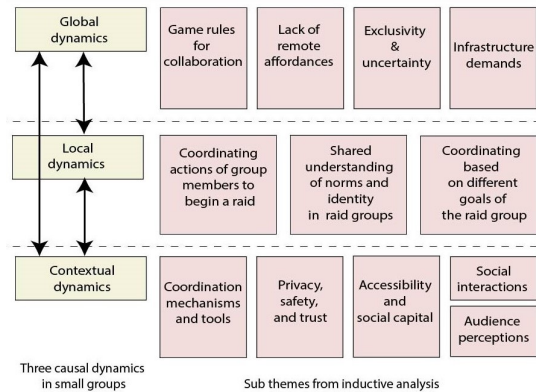 Global
dynamics
Game rules
for
collaboration
Lack of
remote
affordances
Exclusivity
&
uncertainty
Infrastructure
demands
Local
dynamics
Coordinating
actions of group
members to
begin a raid
Shared
understanding
of norms and
identity
in raid groups
Coordinating
based
on different
goals of
the raid group
Contextual
dynamics
Coordination
mechanisms
and tools
Privacy,
safety,
and trust
Accessibility
and
social capital
Social
interactions
Audience
perceptions
Three causal dynamics
in small groups
Sub themes from inductive analysis